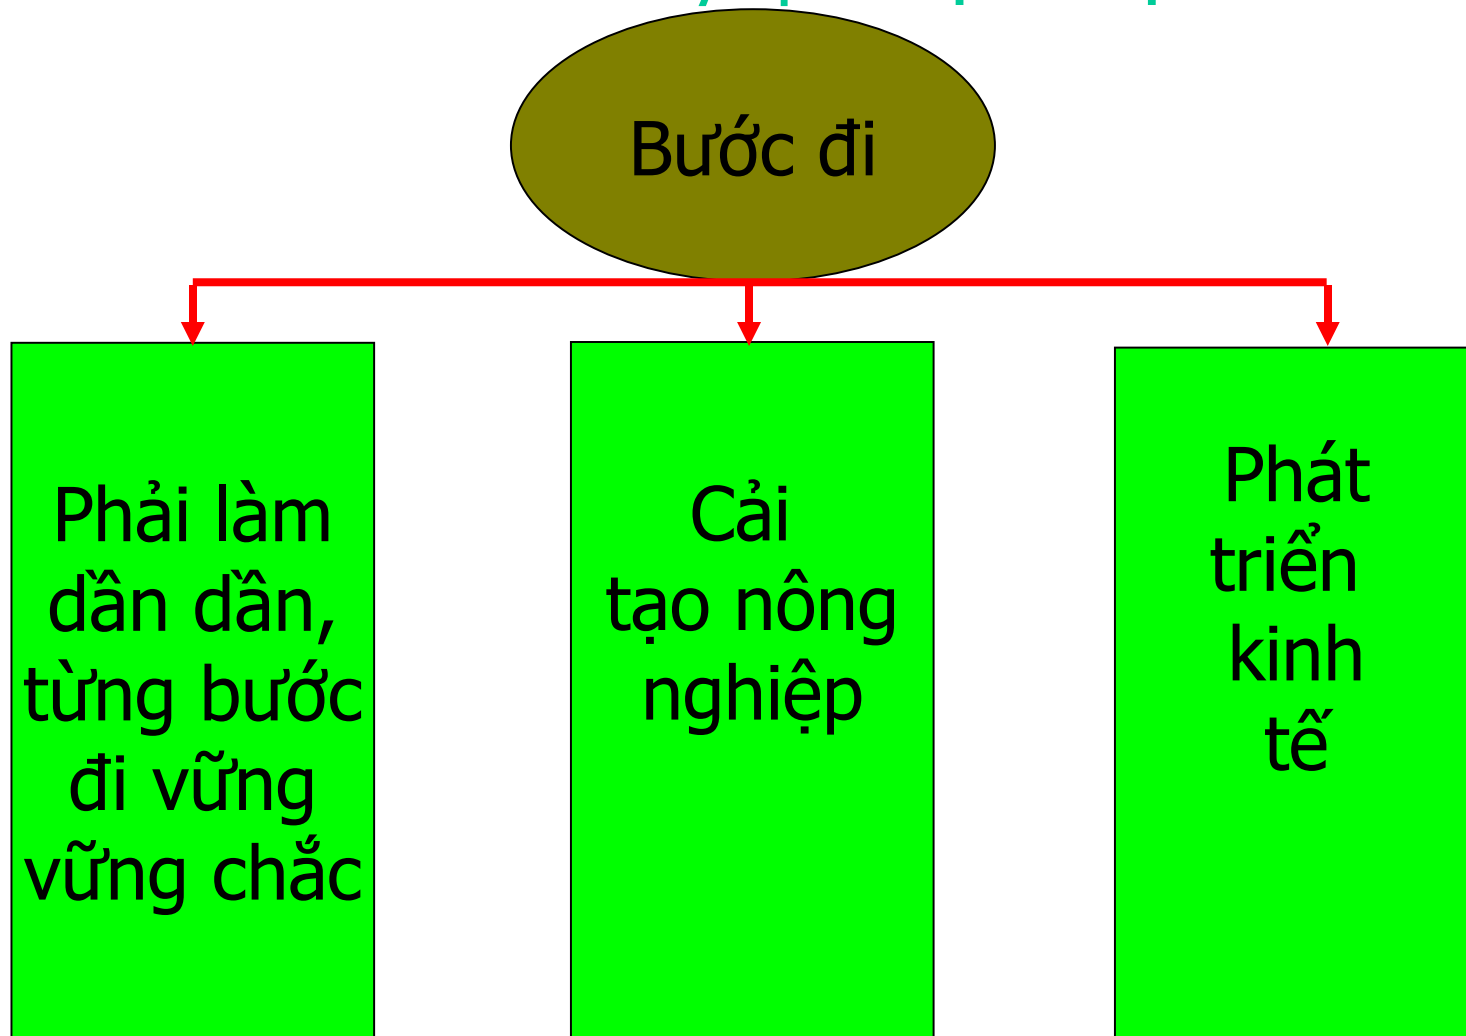 Bước đi
Phải làm
dần dần,
từng bước
đi vững
vững chắc
Cải
tạo nông
nghiệp
Phát
triển
kinh
tế